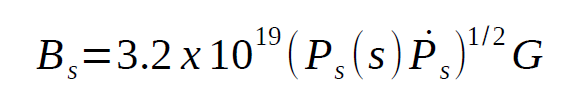 B_s = 3.2 x 10^19 (P_s (s) Ṗ_s)^1/2 G